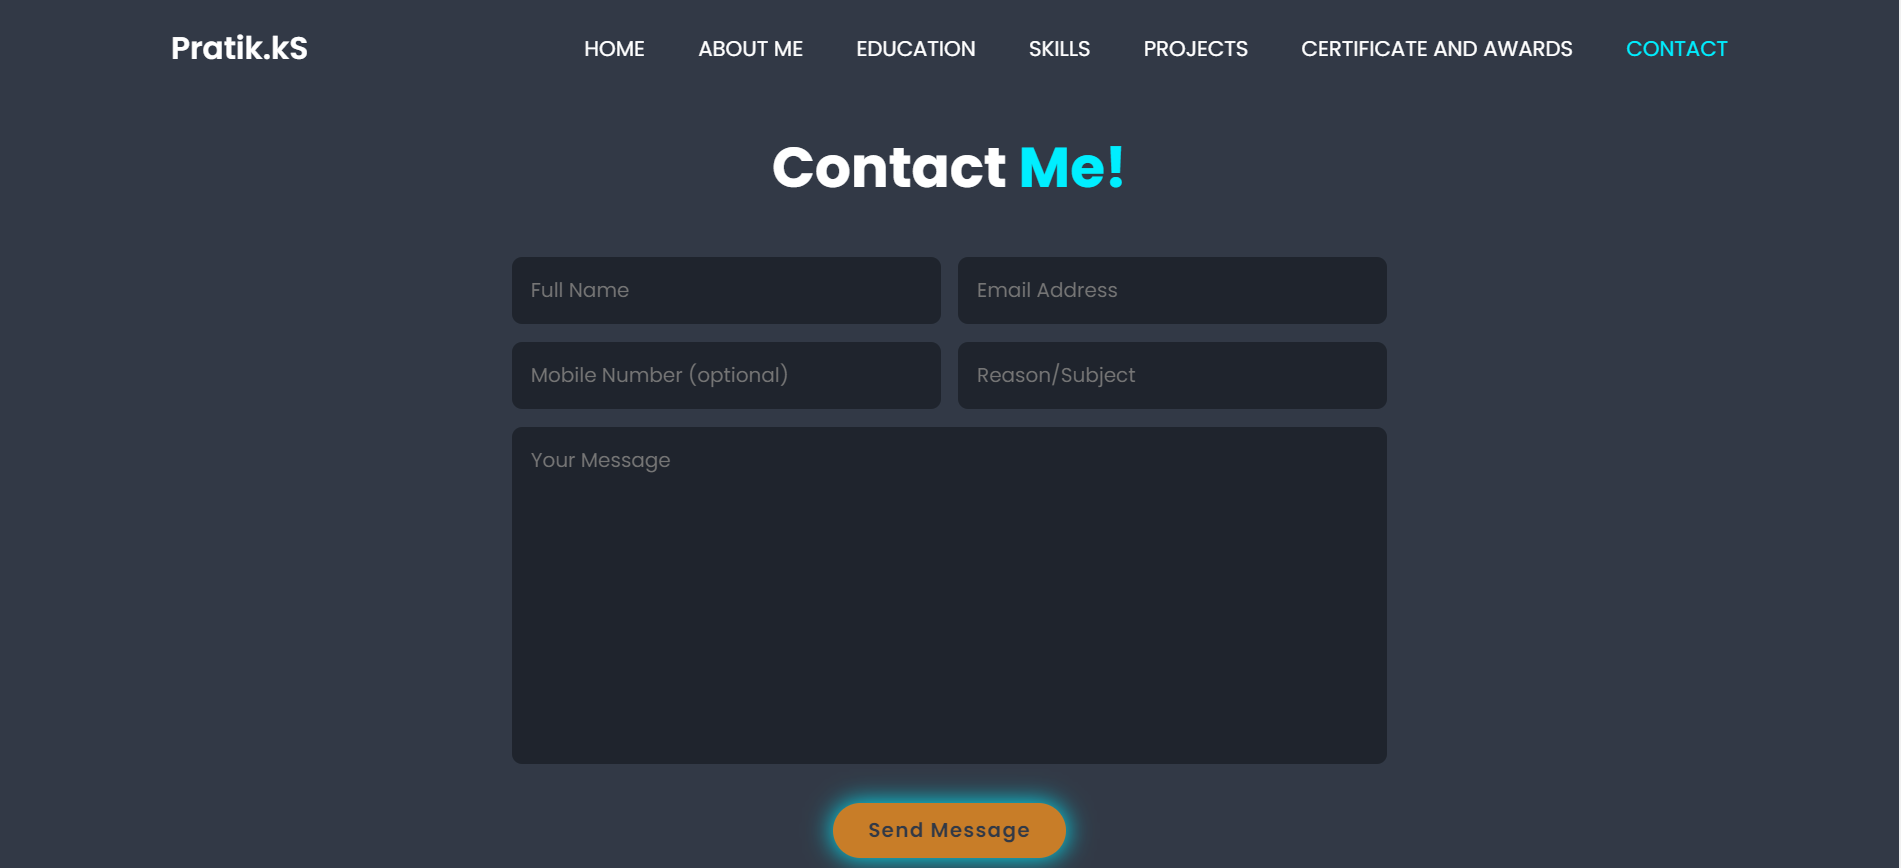 Pratik.kS HOME ABOUT ME EDUCATION SKILLS PROJECTS CERTIFICATE AND AWARDS CONTACT
Contact Me!
Full Name Email Address
Mobile Number (optional) Reason/Subject
Your Message
Send Message